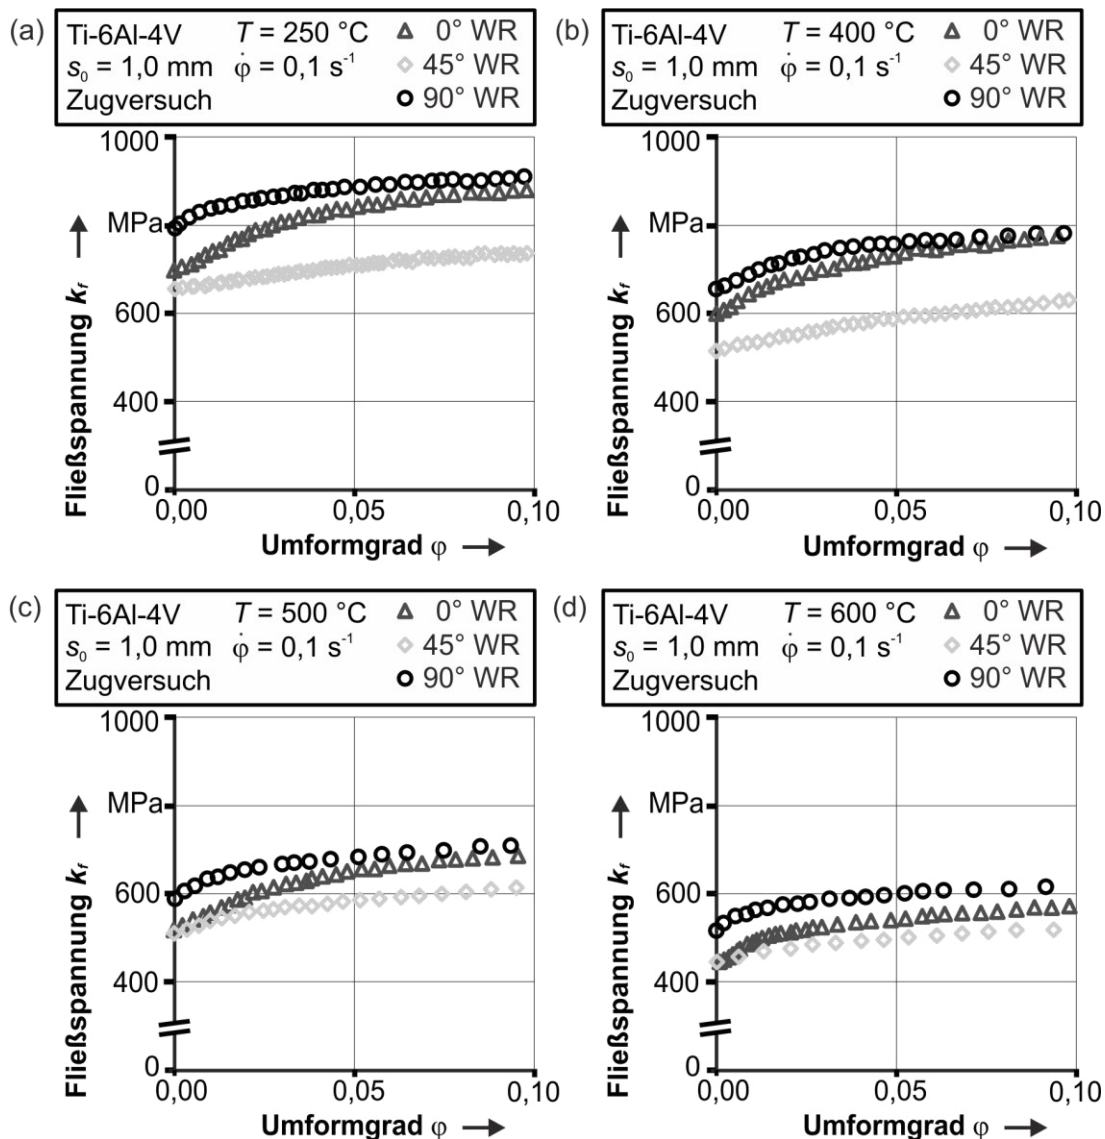 (a)
Ti-6Al-4V T = 250 °C △ 0° WR
s₀ = 1,0 mm φ̇ = 0,1 s⁻¹ ◇ 45° WR
Zugversuch ○ 90° WR
1000
MPa
600
400
0
0,00 0,05 0,10
Fließspannung k_f
Umformgrad φ
(b)
Ti-6Al-4V T = 400 °C △ 0° WR
s₀ = 1,0 mm φ̇ = 0,1 s⁻¹ ◇ 45° WR
Zugversuch ○ 90° WR
1000
MPa
600
400
0
0,00 0,05 0,10
Fließspannung k_f
Umformgrad φ
(c)
Ti-6Al-4V T = 500 °C △ 0° WR
s₀ = 1,0 mm φ̇ = 0,1 s⁻¹ ◇ 45° WR
Zugversuch ○ 90° WR
1000
MPa
600
400
0
0,00 0,05 0,10
Fließspannung k_f
Umformgrad φ
(d)
Ti-6Al-4V T = 600 °C △ 0° WR
s₀ = 1,0 mm φ̇ = 0,1 s⁻¹ ◇ 45° WR
Zugversuch ○ 90° WR
1000
MPa
600
400
0
0,00 0,05 0,10
Fließspannung k_f
Umformgrad φ